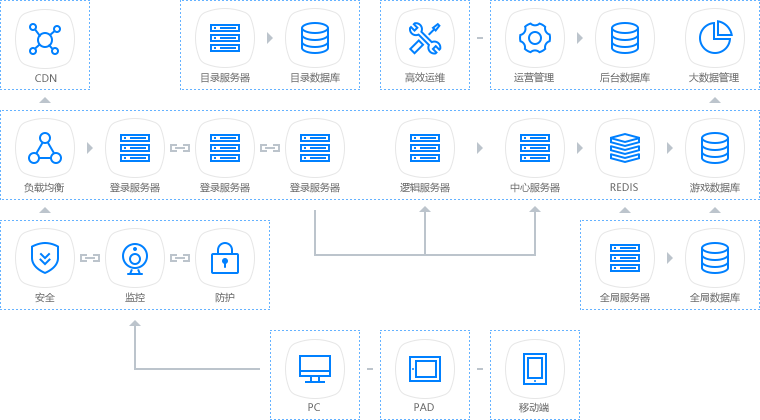 CDN
目录服务器
目录数据库
高效运维
运营管理
后台数据库
大数据管理
负载均衡
登录服务器
登录服务器
登录服务器
逻辑服务器
中心服务器
REDIS
游戏数据库
安全
监控
防护
全局服务器
全局数据库
PC
PAD
移动端